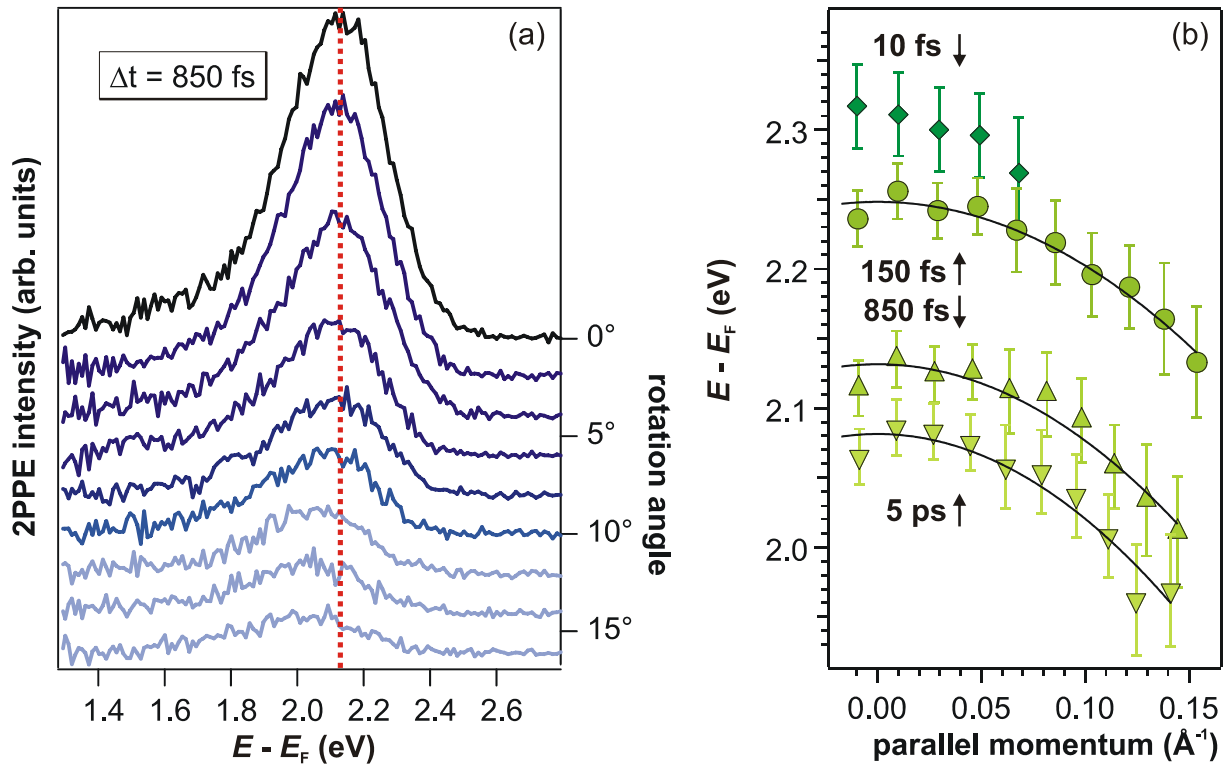 (a)
Δt = 850 fs
2PPE intensity (arb. units)
0°
5°
10°
15°
rotation angle
1.4 1.6 1.8 2.0 2.2 2.4 2.6
E - E_F (eV)
(b)
10 fs ↓
150 fs ↑
850 fs ↓
5 ps ↑
2.3
2.2
2.1
2.0
E - E_F (eV)
0.00 0.05 0.10 0.15
parallel momentum (Å⁻¹)